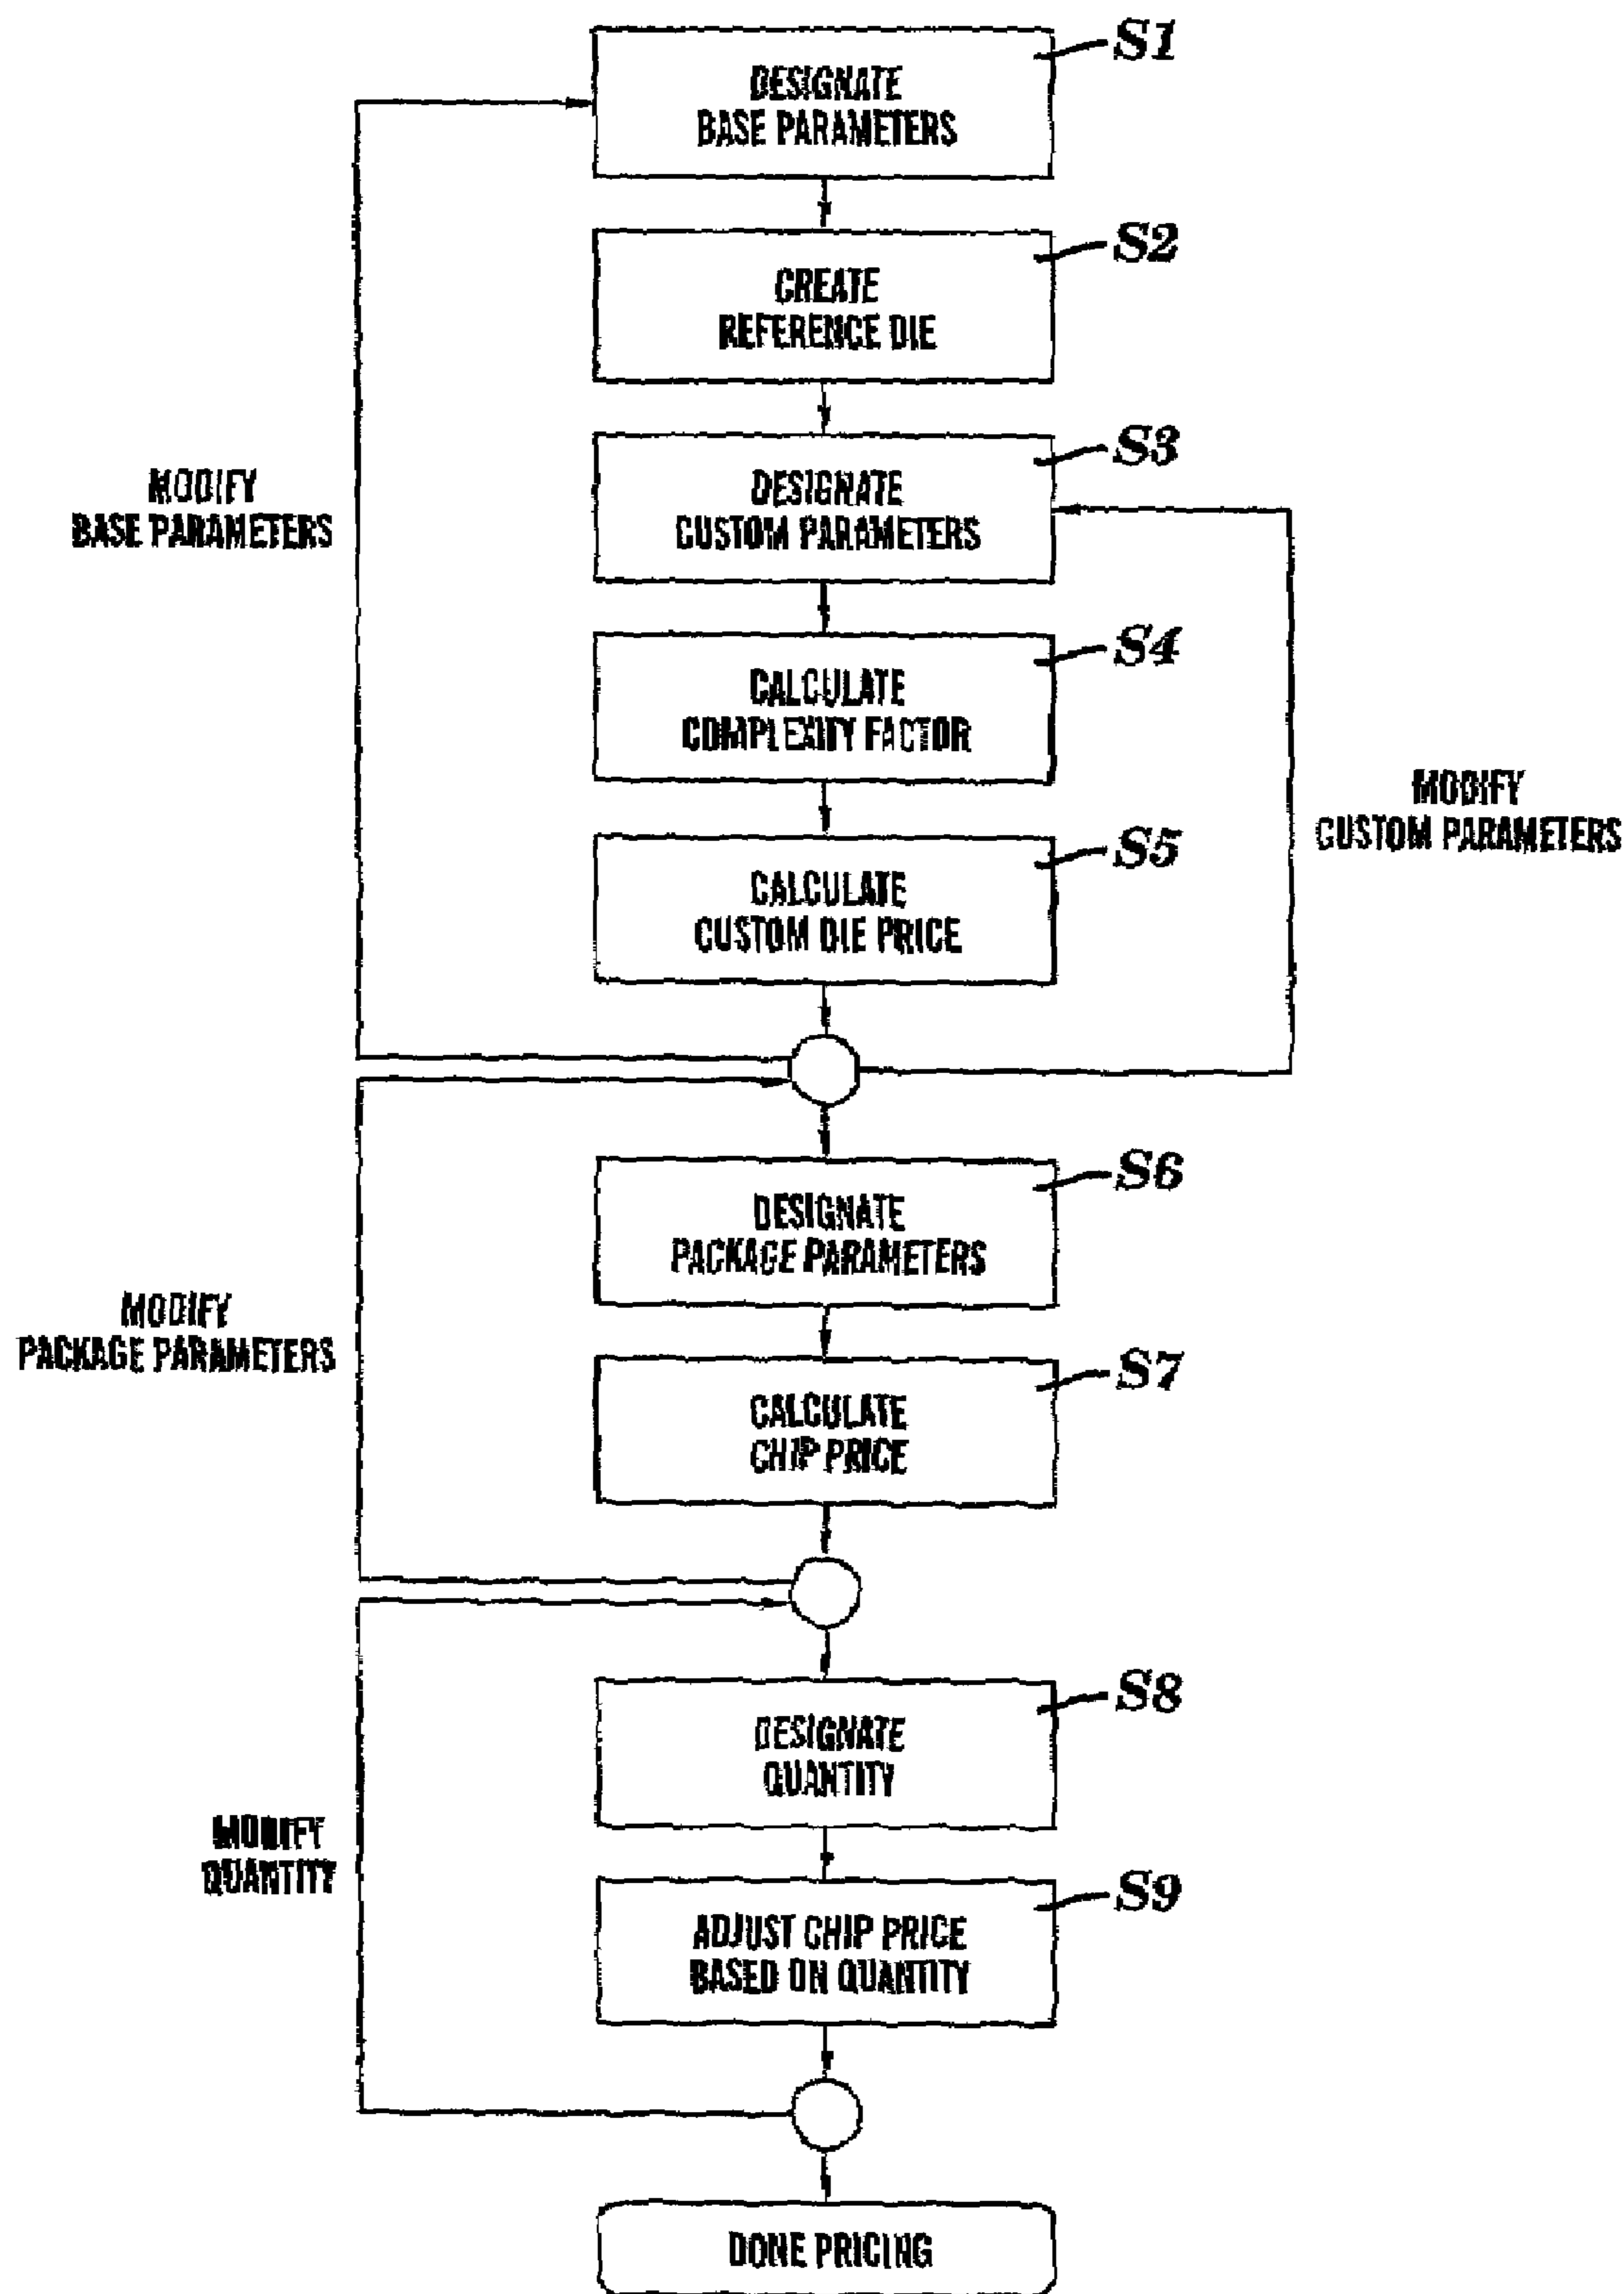 S1
DESIGNATE
BASE PARAMETERS
S2
CREATE
REFERENCE DIE
S3
DESIGNATE
CUSTOM PARAMETERS
MODIFY
BASE PARAMETERS
S4
CALCULATE
COMPLEXITY FACTOR
MODIFY
CUSTOM PARAMETERS
S5
CALCULATE
CUSTOM DIE PRICE
S6
DESIGNATE
PACKAGE PARAMETERS
MODIFY
PACKAGE PARAMETERS
S7
CALCULATE
CHIP PRICE
S8
DESIGNATE
QUANTITY
MODIFY
QUANTITY
S9
ADJUST CHIP PRICE
BASED ON QUANTITY
DONE PRICING